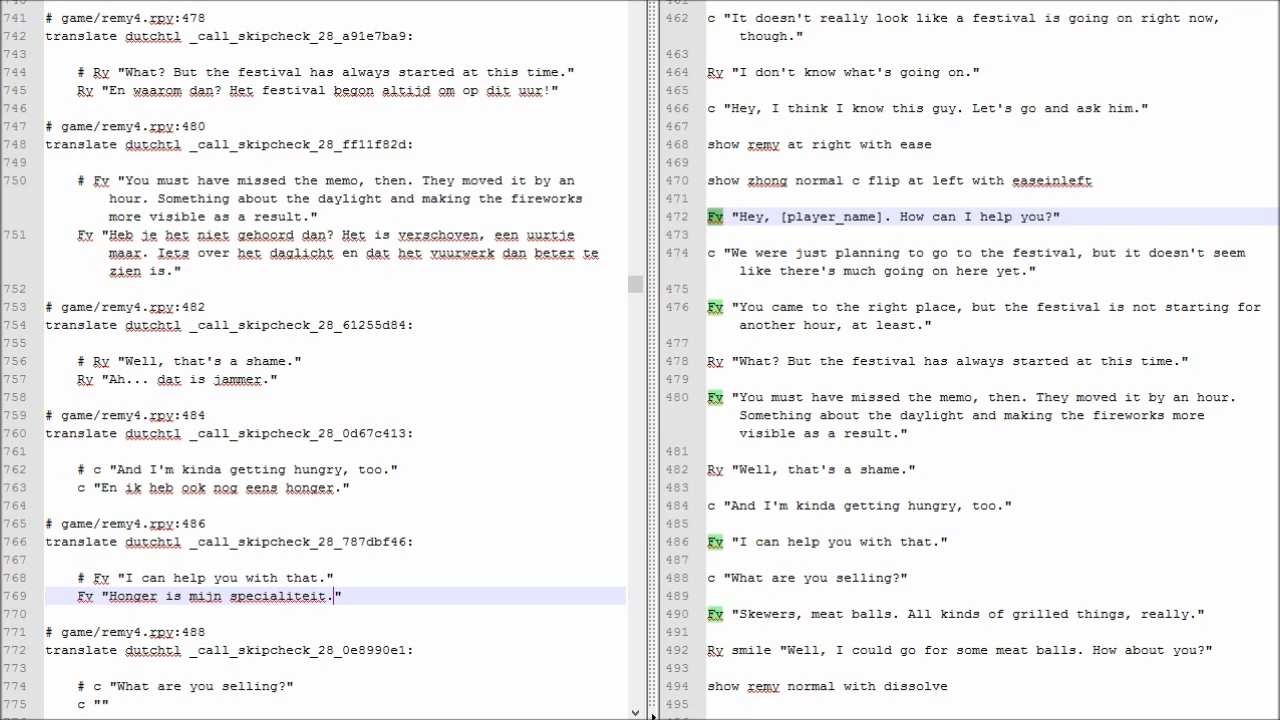 741 # game/remy4.rpy:478
742 translate dutchtl _call_skipcheck_28_a91e7ba9:
743
744 # Ry "What? But the festival has always started at this time."
745 Ry "En waarom dan? Het festival begon altijd om op dit uur!"
746
747 # game/remy4.rpy:480
748 translate dutchtl _call_skipcheck_28_ff11f82d:
749
750 # Fv "You must have missed the memo, then. They moved it by an
hour. Something about the daylight and making the fireworks
more visible as a result."
751 Fv "Heb je het niet gehoord dan? Het is verschoven, een uurtje
maar. Iets over het daglicht en dat het vuurwerk dan beter te
zien is."
752
753 # game/remy4.rpy:482
754 translate dutchtl _call_skipcheck_28_61255d84:
755
756 # Ry "Well, that's a shame."
757 Ry "Ah... dat is jammer."
758
759 # game/remy4.rpy:484
760 translate dutchtl _call_skipcheck_28_0d67c413:
761
762 # c "And I'm kinda getting hungry, too."
763 c "En ik heb ook nog eens honger."
764
765 # game/remy4.rpy:486
766 translate dutchtl _call_skipcheck_28_787dbf46:
767
768 # Fv "I can help you with that."
769 Fv "Honger is mijn specialiteit."
770
771 # game/remy4.rpy:488
772 translate dutchtl _call_skipcheck_28_0e8990e1:
773
774 # c "What are you selling?"
775 c ""
462 c "It doesn't really look like a festival is going on right now,
though."
463
464 Ry "I don't know what's going on."
465
466 c "Hey, I think I know this guy. Let's go and ask him."
467
468 show remy at right with ease
469
470 show zhong normal c flip at left with easeinleft
471
472 Fv "Hey, [player_name]. How can I help you?"
473
474 c "We were just planning to go to the festival, but it doesn't seem
like there's much going on here yet."
475
476 Fv "You came to the right place, but the festival is not starting for
another hour, at least."
477
478 Ry "What? But the festival has always started at this time."
479
480 Fv "You must have missed the memo, then. They moved it by an hour.
Something about the daylight and making the fireworks more
visible as a result."
481
482 Ry "Well, that's a shame."
483
484 c "And I'm kinda getting hungry, too."
485
486 Fv "I can help you with that."
487
488 c "What are you selling?"
489
490 Fv "Skewers, meat balls. All kinds of grilled things, really."
491
492 Ry smile "Well, I could go for some meat balls. How about you?"
493
494 show remy normal with dissolve
495